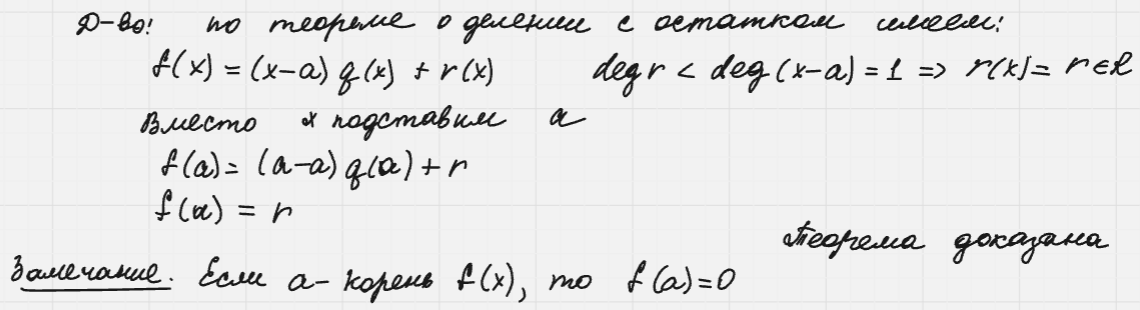 Д-во: по теореме о делении с остатком имеем:
f(x) = (x-a) q(x) + r(x) deg r < deg (x-a) = 1 => r(x) = r ∈ R
Вместо x подставим a
f(a) = (a-a) q(a) + r
f(a) = r
Теорема доказана
Замечание. Если a - корень f(x), то f(a)=0